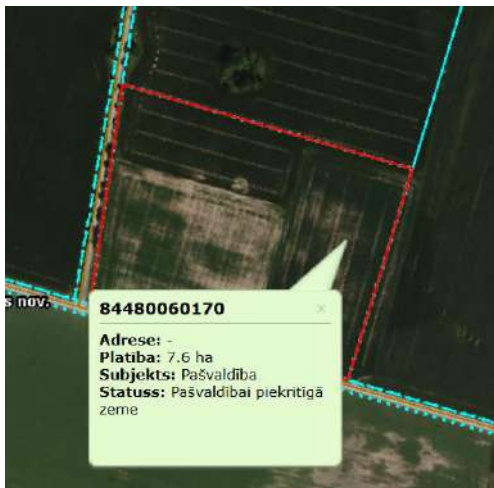 s nov.
84480060170
×
Adrese: -
Platība: 7.6 ha
Subjekts: Pašvaldība
Statuss: Pašvaldībai piekritīgā
zeme